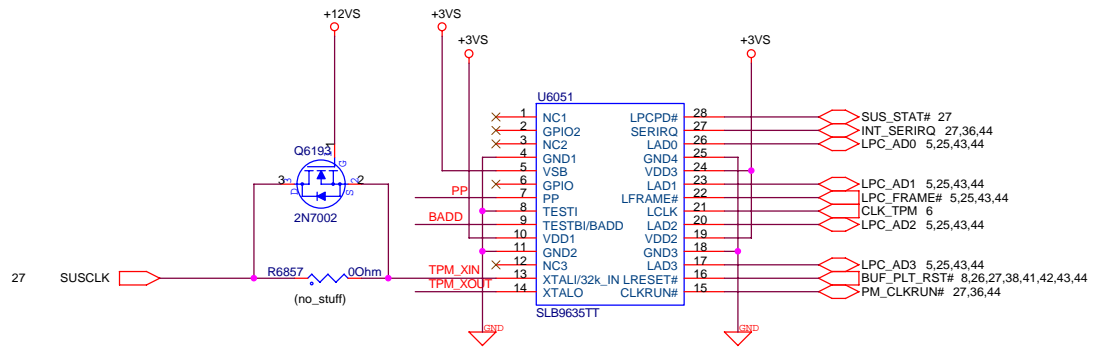 +12VS
+3VS
+3VS
+3VS
U6051
1 NC1 LPCPD# 28 SUS_STAT# 27
2 GPIO2 SERIRQ 27 INT_SERIRQ 27,36,44
3 NC2 LAD0 26 LPC_AD0 5,25,43,44
4 GND1 GND4 25
5 VSB VDD3 24
6 GPIO LAD1 23 LPC_AD1 5,25,43,44
PP 7 PP LFRAME# 22 LPC_FRAME# 5,25,43,44
8 TESTI LCLK 21 CLK_TPM 6
BADD 9 TESTBI/BADD LAD2 20 LPC_AD2 5,25,43,44
10 VDD1 VDD2 19
11 GND2 GND3 18
12 NC3 LAD3 17 LPC_AD3 5,25,43,44
TPM_XIN 13 XTALI/32k_IN LRESET# 16 BUF_PLT_RST# 8,26,27,38,41,42,43,44
TPM_XOUT 14 XTALO CLKRUN# 15 PM_CLKRUN# 27,36,44
SLB9635TT
GND
GND
Q6193
1
G
3 3 D S 2 2
2N7002
27 SUSCLK
R6857 0Ohm
(no_stuff)